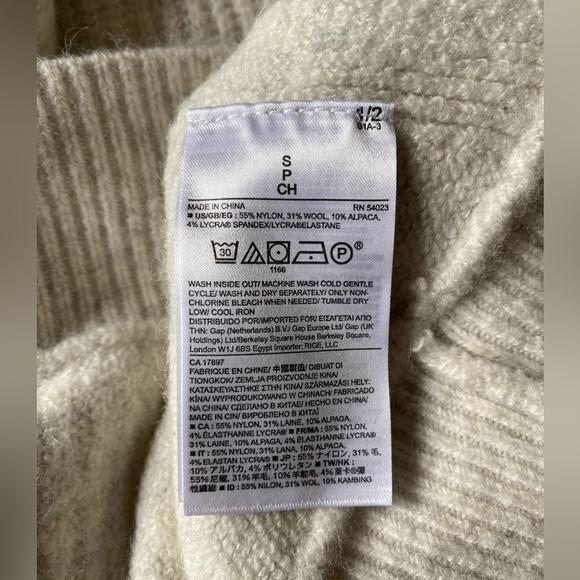 1/2
S1A-3
S
P
CH
MADE IN CHINA RN 54023
■ US/GB/EG : 55% NYLON, 31% WOOL, 10% ALPACA,
4% LYCRA® SPANDEX/LYCRA®ELASTANE
30 P ®
1166
WASH INSIDE OUT/ MACHINE WASH COLD GENTLE
CYCLE/ WASH AND DRY SEPARATELY/ ONLY NON-
CHLORINE BLEACH WHEN NEEDED/ TUMBLE DRY
LOW/ COOL IRON
DISTRIBUIDO POR/IMPORTED FOR/ ΕΙΣΑΓΕΤΑΙ ΑΠΟ
ΤΗΝ: Gap (Netherlands) B.V./ Gap Europe Ltd/ Gap (UK
Holdings) Ltd/Berkeley Square House Berkeley Square,
London W1J 6BS Egypt Importer: RIGE, LLC
CA 17897
FABRIQUE EN CHINE/ 中國製造/ DIBUAT DI
TIONGKOK/ ZEMLJA PROIZVODNJE KINA/
ΚΑΤΑΣΚΕΥΑΣΤΗΚΕ ΣΤΗΝ ΚΙΝΑ/ SZÁRMAZÁSI HELY:
KÍNA/ WYPRODUKOWANO W CHINACH/ FABRICADO
NA CHINA/ СДЕЛАНО В КИТАЕ/ HECHO EN CHINA/
MADE IN CIN/ ВИРОБЛЕНО В КИТАЇ
■ CA : 55% NYLON, 31% LAINE, 10% ALPAGA,
4% ÉLASTHANNE LYCRA® ■ FR/MA : 55% NYLON,
31% LAINE, 10% ALPAGA, 4% ÉLASTHANNE LYCRA®
■ IT : 55% NYLON, 31% LANA, 10% ALPACA,
4% ELASTAN LYCRA® ■ JP : 55% ナイロン, 31% 毛,
10% アルパカ, 4% ポリウレタン ■ TW/HK :
55% 尼龍, 31% 羊毛, 10% 羊駝毛, 4% 萊卡®彈
性纖維 ■ ID : 55% NILON, 31% WOL, 10% KAMBING